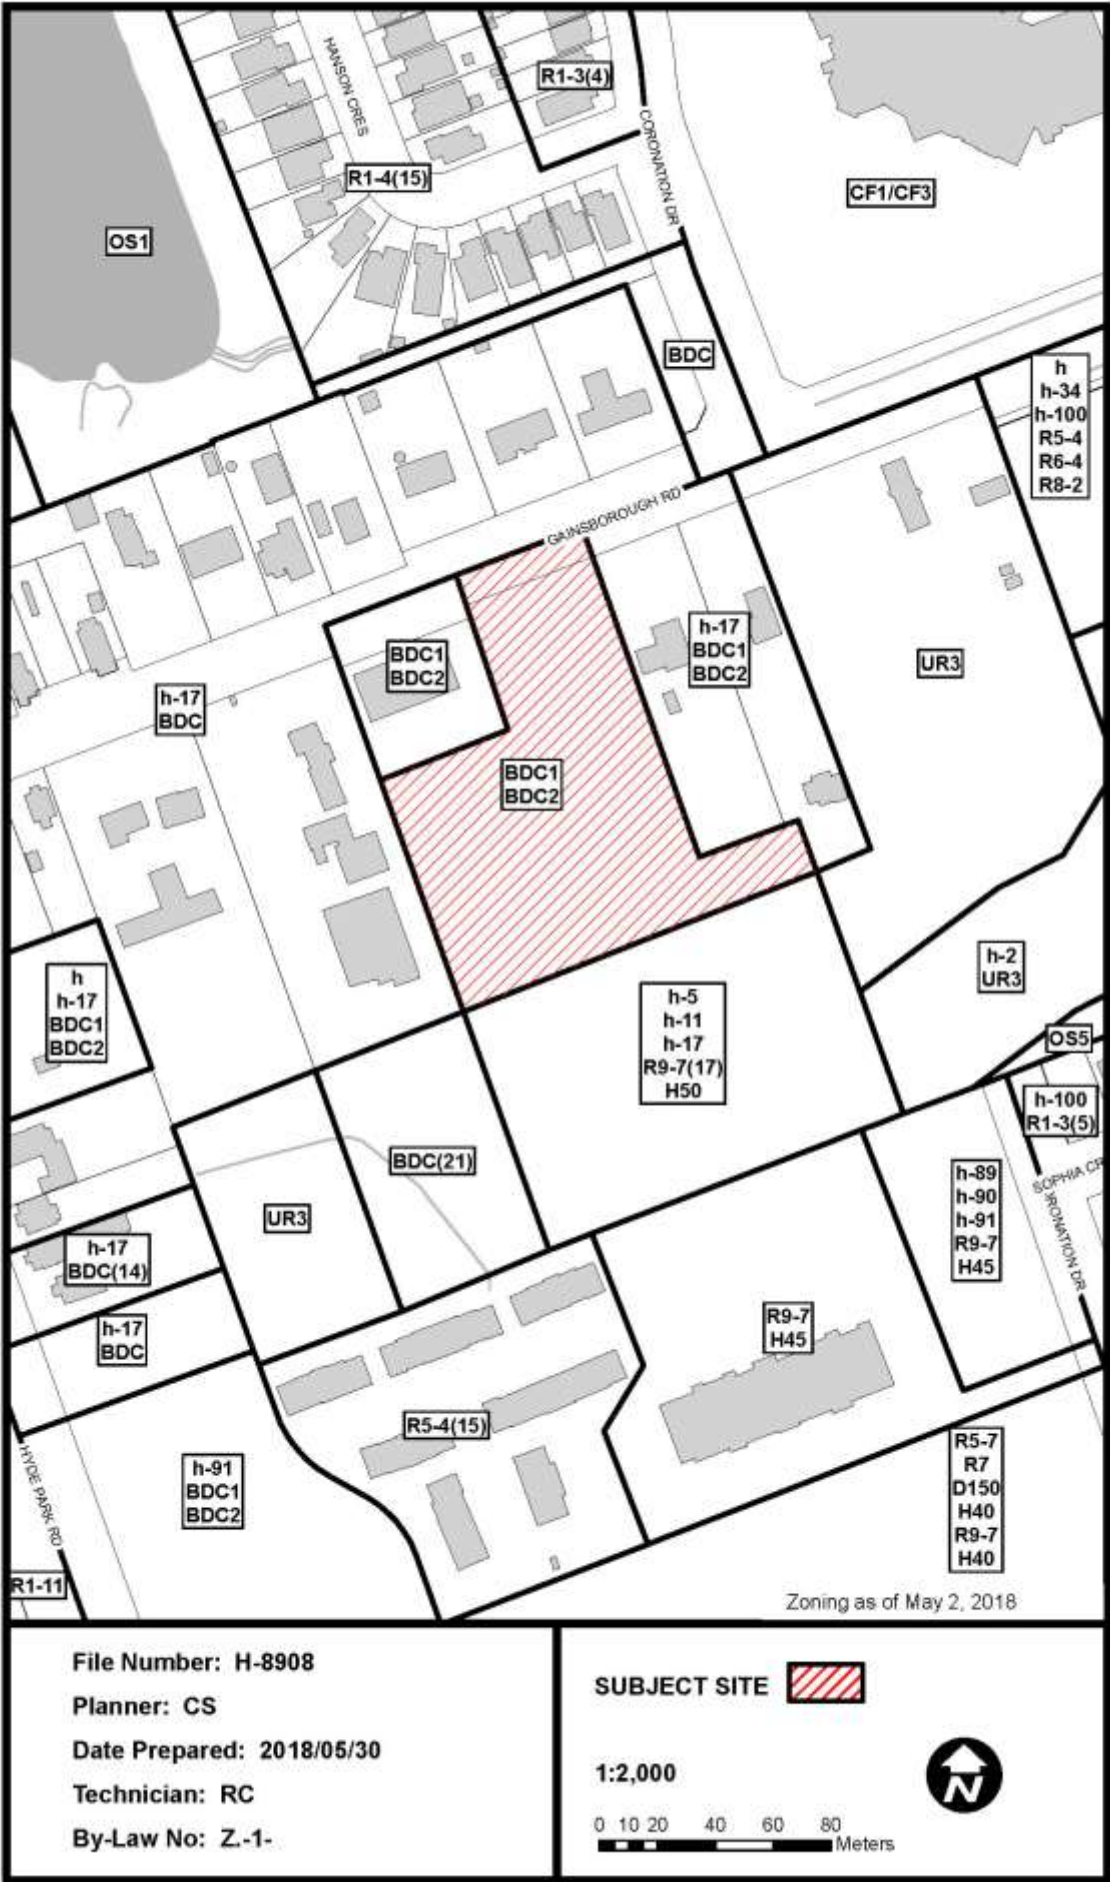 HANSON CRES
R1-3(4)
CORONATION DR
R1-4(15)
CF1/CF3
OS1
BDC
h
h-34
h-100
R5-4
R6-4
R8-2
GAINSBOROUGH RD
BDC1
BDC2
h-17
BDC1
BDC2
UR3
h-17
BDC
BDC1
BDC2
h
h-17
BDC1
BDC2
h-2
UR3
h-5
h-11
h-17
R9-7(17)
H50
OS5
h-100
R1-3(5)
BDC(21)
SOPHIA CR
h-89
h-90
h-91
R9-7
H45
UR3
RONATION DR
h-17
BDC(14)
h-17
BDC
R9-7
H45
R5-4(15)
HYDE PARK RD
h-91
BDC1
BDC2
R5-7
R7
D150
H40
R9-7
H40
R1-11
Zoning as of May 2, 2018
File Number: H-8908
Planner: CS
Date Prepared: 2018/05/30
Technician: RC
By-Law No: Z.-1-
SUBJECT SITE
1:2,000
N
0 10 20 40 60 80
Meters